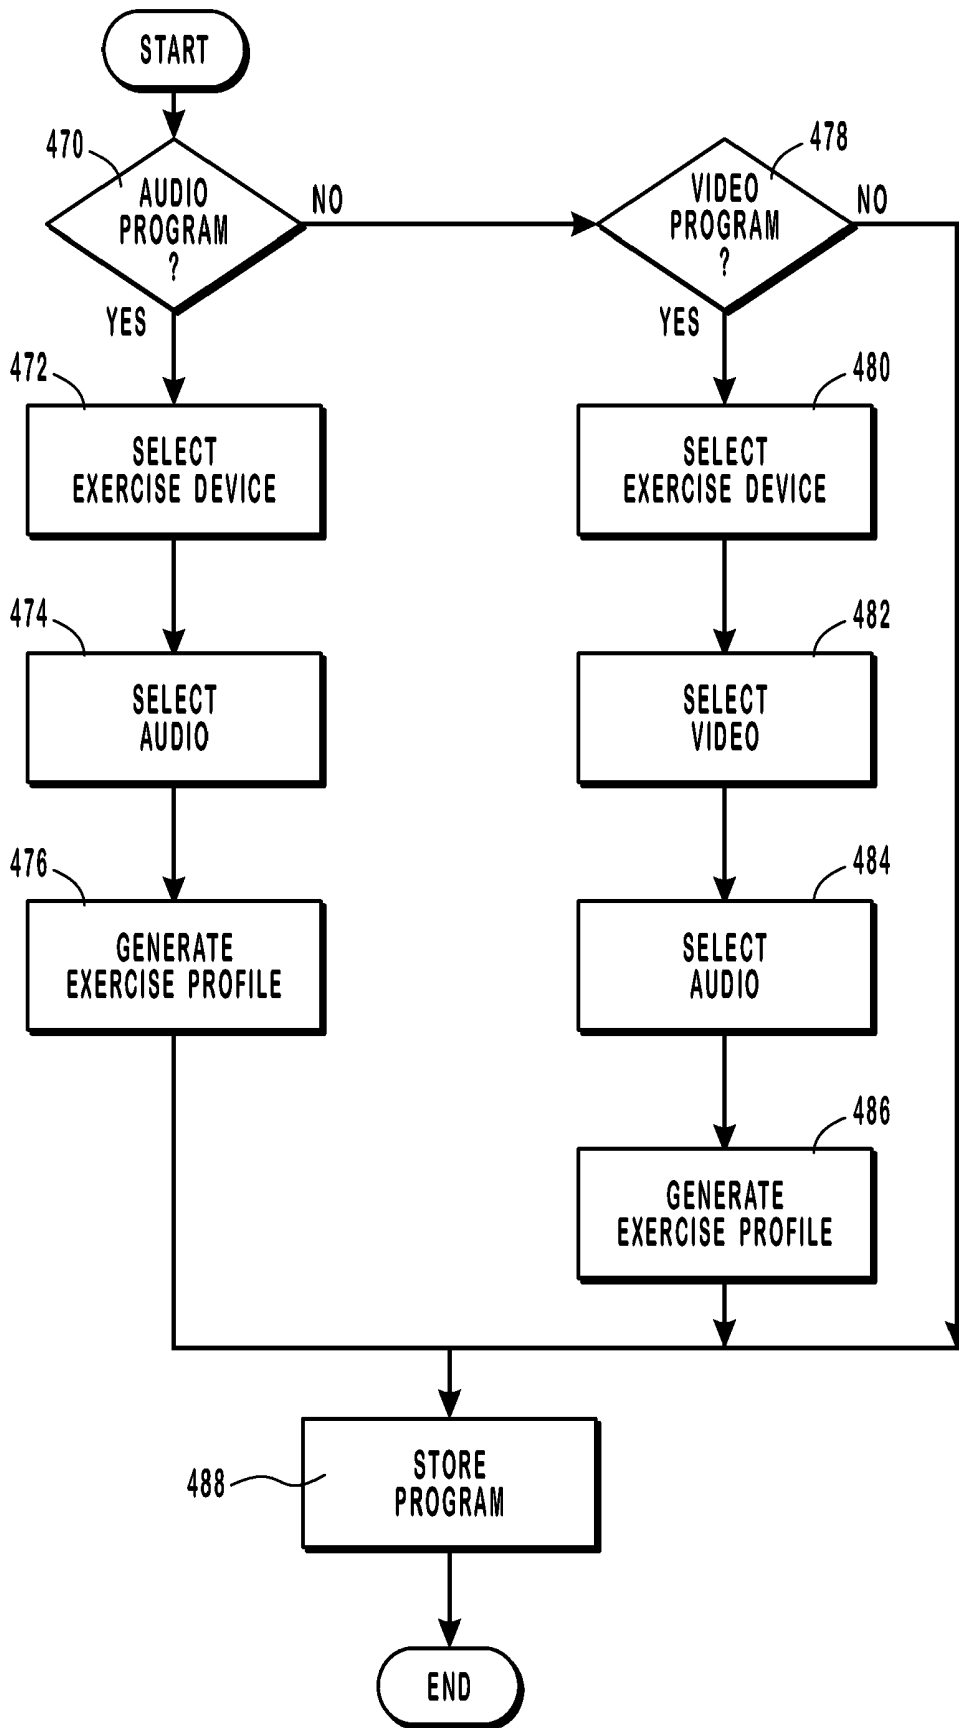 START
470
AUDIO
PROGRAM
?
NO
YES
478
VIDEO
PROGRAM
?
NO
YES
472
SELECT
EXERCISE DEVICE
480
SELECT
EXERCISE DEVICE
474
SELECT
AUDIO
482
SELECT
VIDEO
476
GENERATE
EXERCISE PROFILE
484
SELECT
AUDIO
486
GENERATE
EXERCISE PROFILE
488
STORE
PROGRAM
END